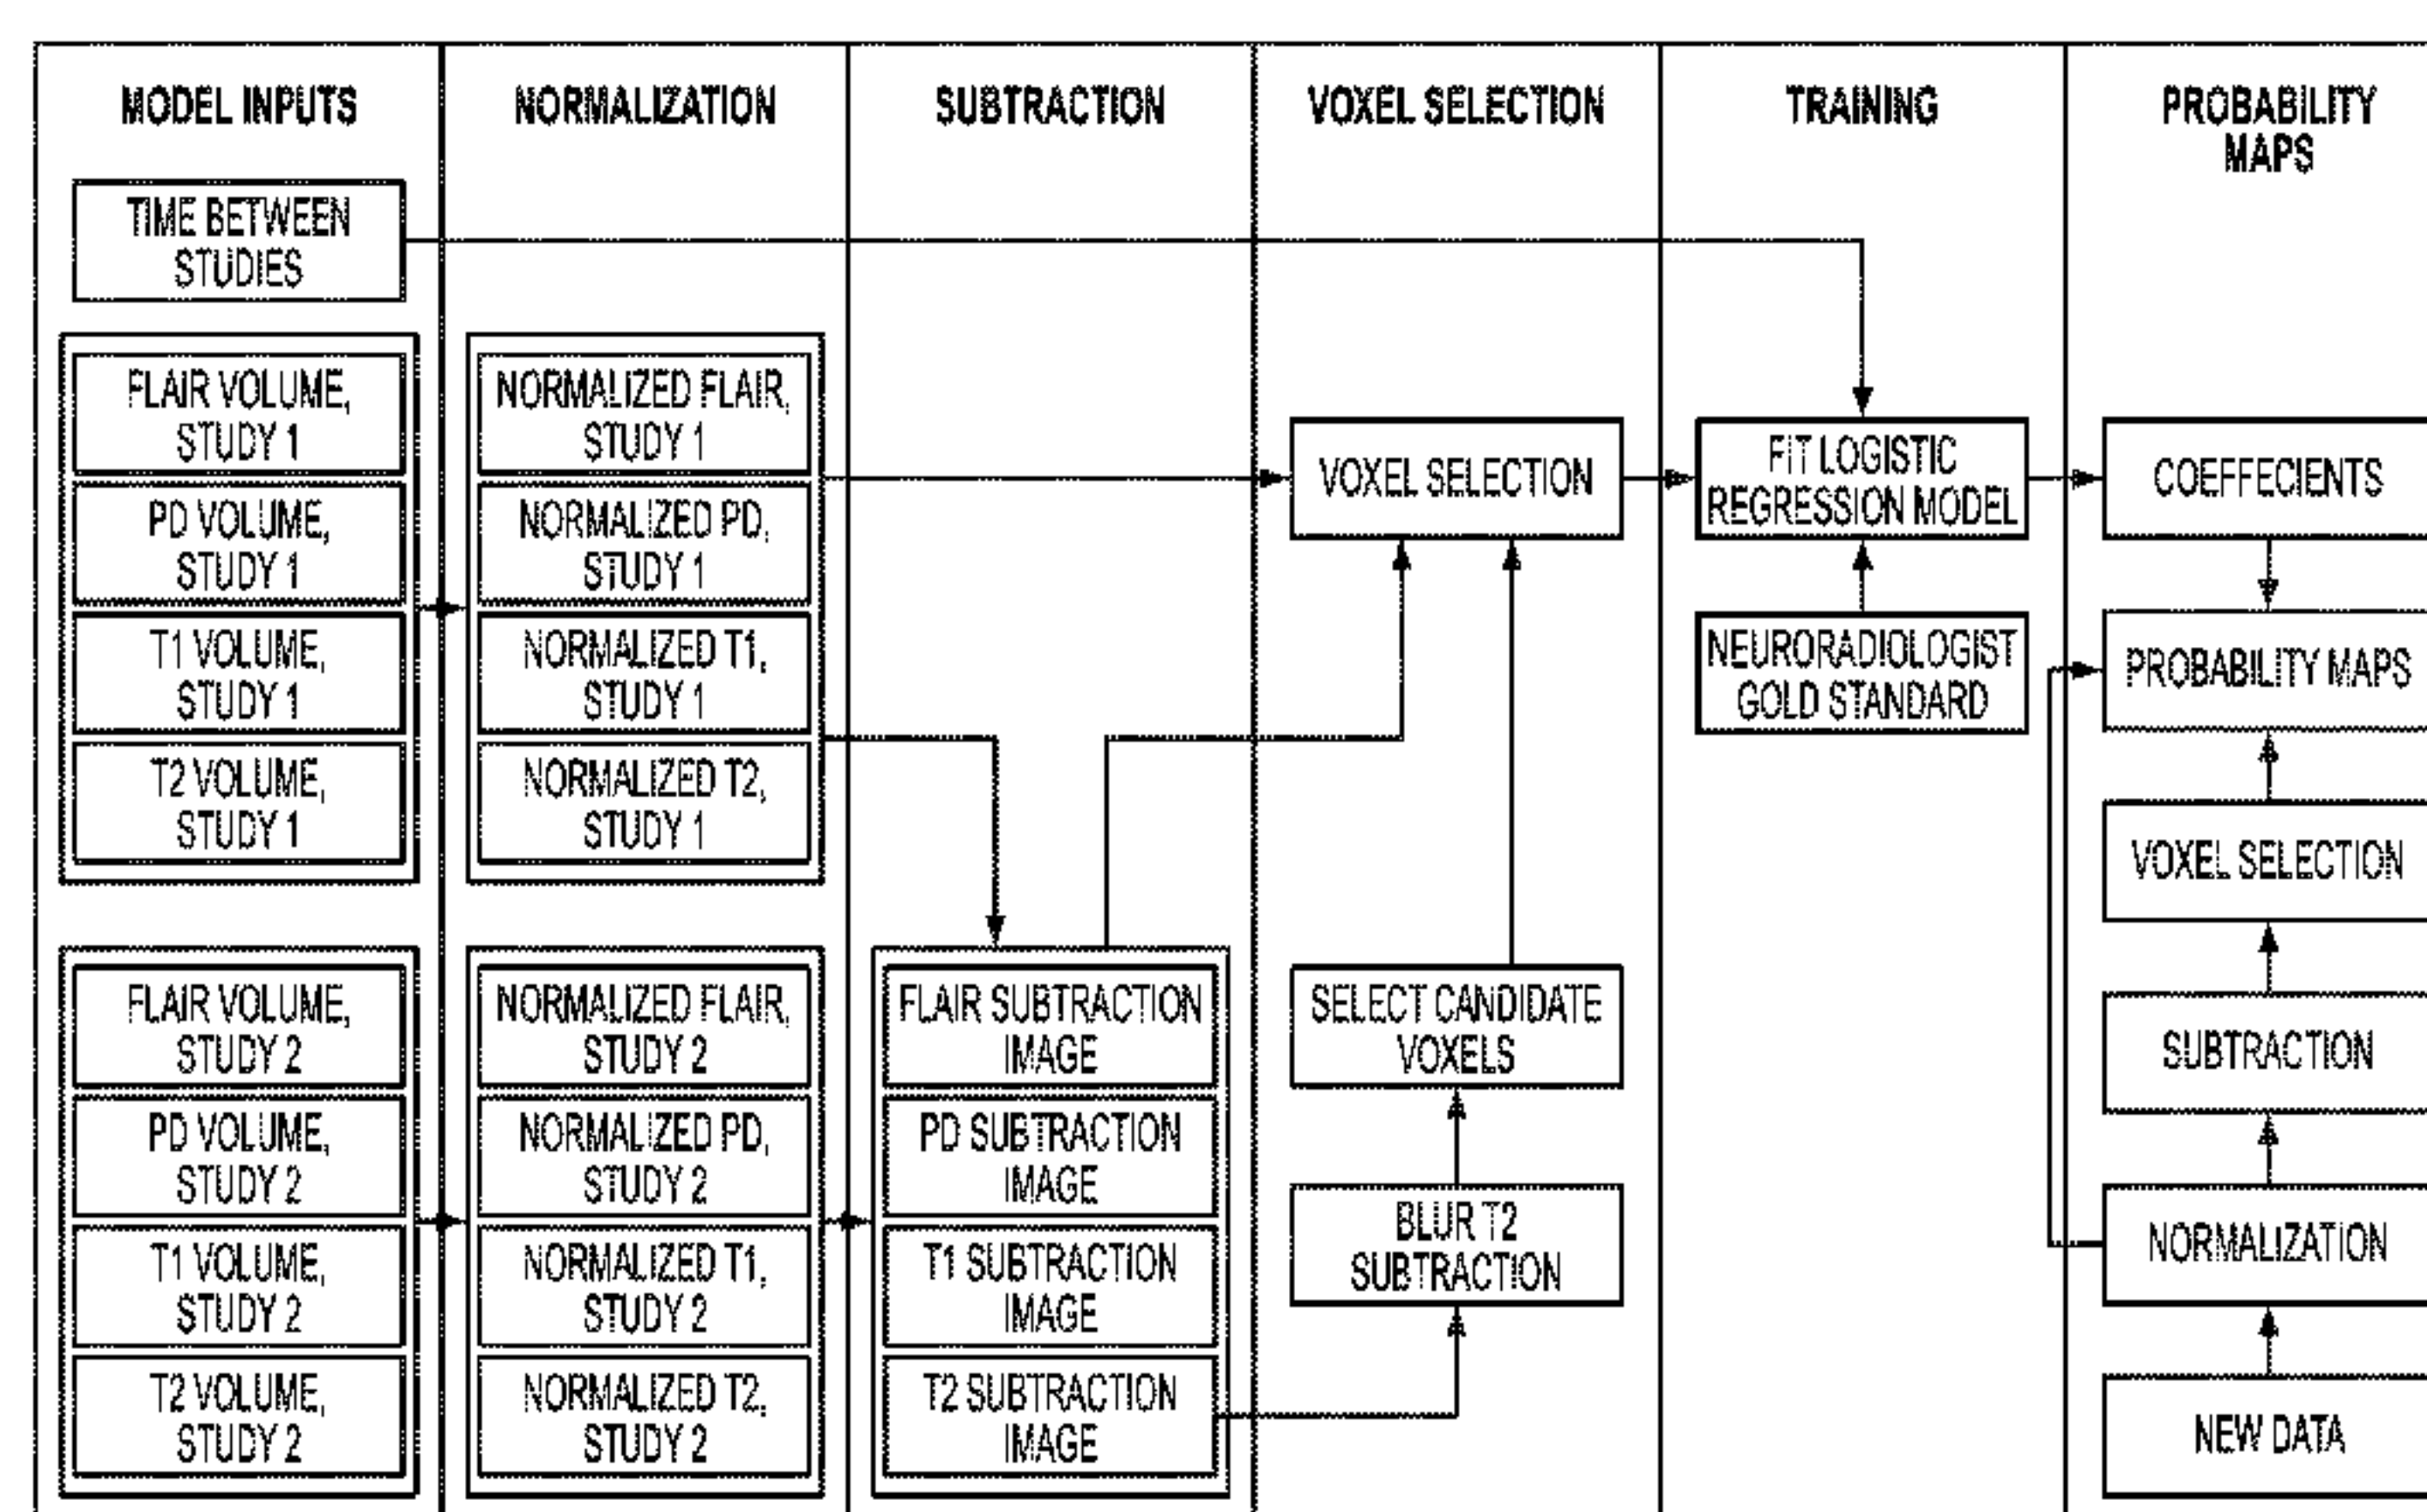 MODEL INPUTS
NORMALIZATION
SUBTRACTION
VOXEL SELECTION
TRAINING
PROBABILITY
MAPS
TIME BETWEEN
STUDIES
FLAIR VOLUME,
STUDY 1
PD VOLUME,
STUDY 1
T1 VOLUME,
STUDY 1
T2 VOLUME,
STUDY 1
FLAIR VOLUME,
STUDY 2
PD VOLUME,
STUDY 2
T1 VOLUME,
STUDY 2
T2 VOLUME,
STUDY 2
NORMALIZED FLAIR,
STUDY 1
NORMALIZED PD,
STUDY 1
NORMALIZED T1,
STUDY 1
NORMALIZED T2,
STUDY 1
NORMALIZED FLAIR,
STUDY 2
NORMALIZED PD,
STUDY 2
NORMALIZED T1,
STUDY 2
NORMALIZED T2,
STUDY 2
FLAIR SUBTRACTION
IMAGE
PD SUBTRACTION
IMAGE
T1 SUBTRACTION
IMAGE
T2 SUBTRACTION
IMAGE
VOXEL SELECTION
SELECT CANDIDATE
VOXELS
BLUR T2
SUBTRACTION
FIT LOGISTIC
REGRESSION MODEL
NEURORADIOLOGIST
GOLD STANDARD
COEFFECIENTS
PROBABILITY MAPS
VOXEL SELECTION
SUBTRACTION
NORMALIZATION
NEW DATA